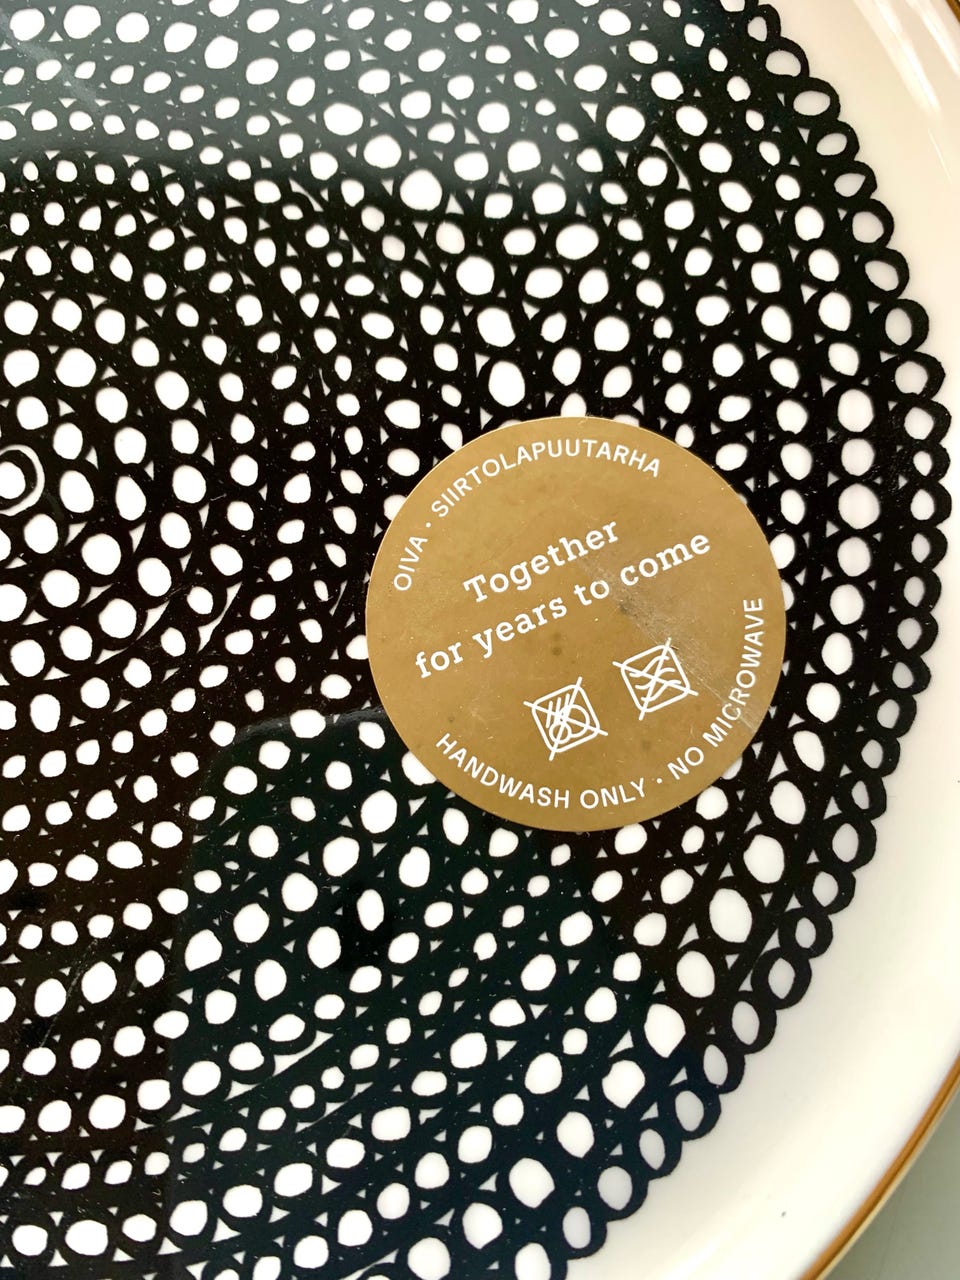 OIVA · SIIRTOLAPUUTARHA
Together
for years to come
HANDWASH ONLY · NO MICROWAVE